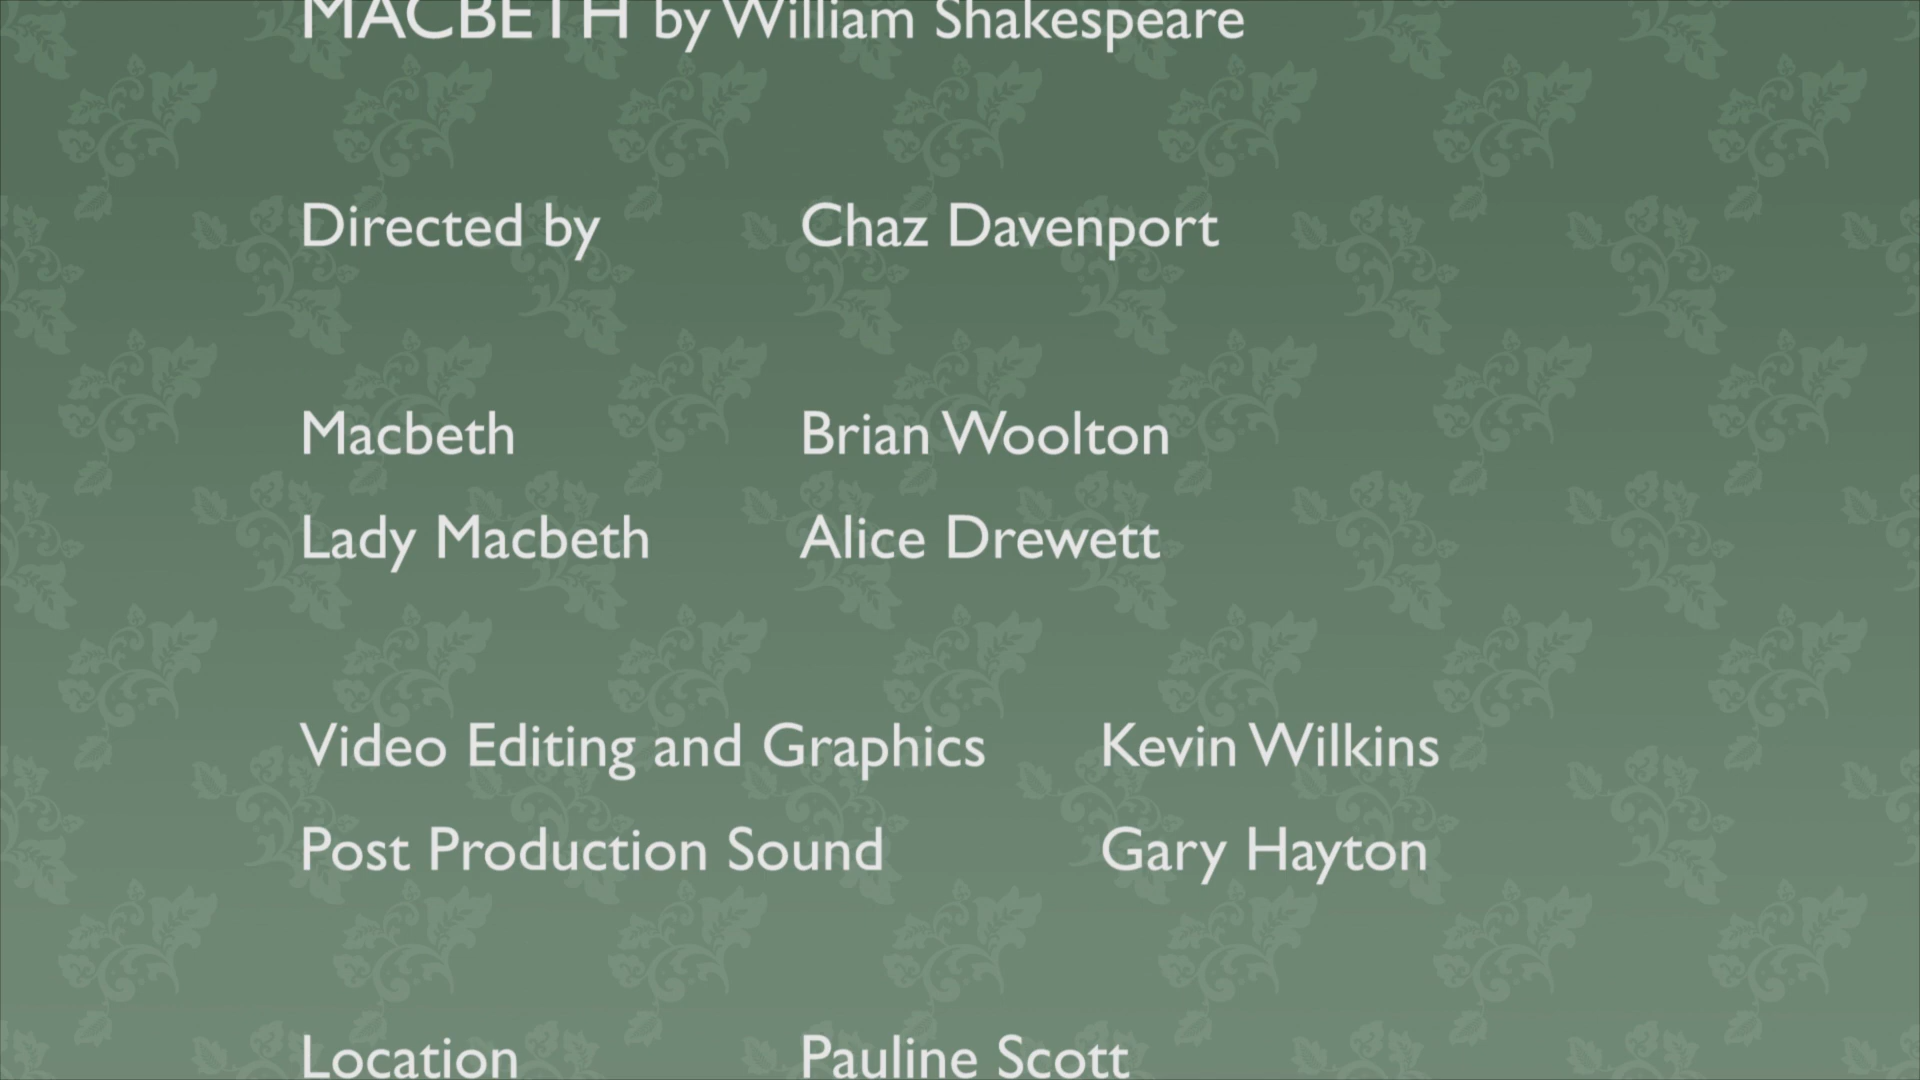 MACBETH by William Shakespeare
Directed by Chaz Davenport
Macbeth Brian Woolton
Lady Macbeth Alice Drewett
Video Editing and Graphics Kevin Wilkins
Post Production Sound Gary Hayton
Location Pauline Scott